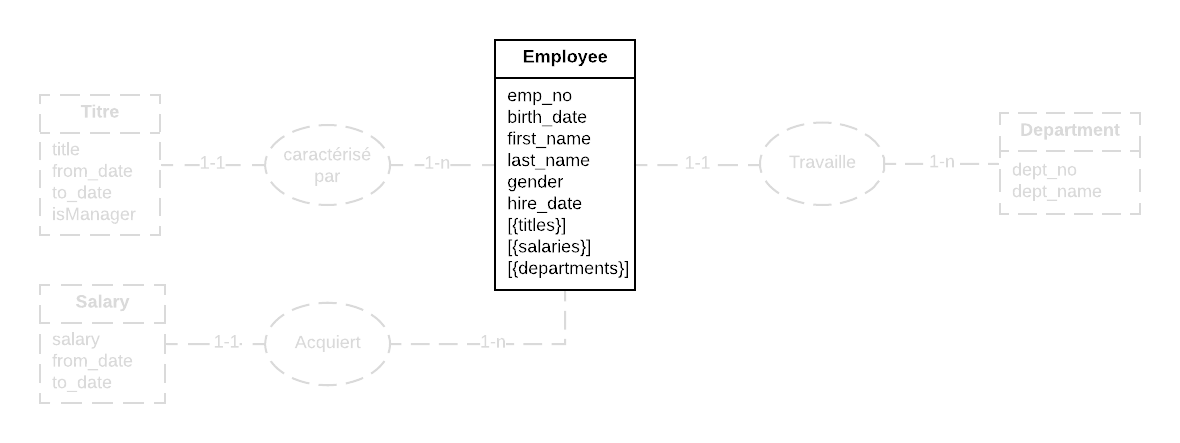 Employee
emp_no
birth_date
first_name
last_name
gender
hire_date
[{titles}]
[{salaries}]
[{departments}]
Titre
title
from_date
to_date
isManager
1-1
caractérisé
par
1-n
1-1
Travaille
1-n
Department
dept_no
dept_name
Salary
salary
from_date
to_date
1-1
Acquiert
1-n